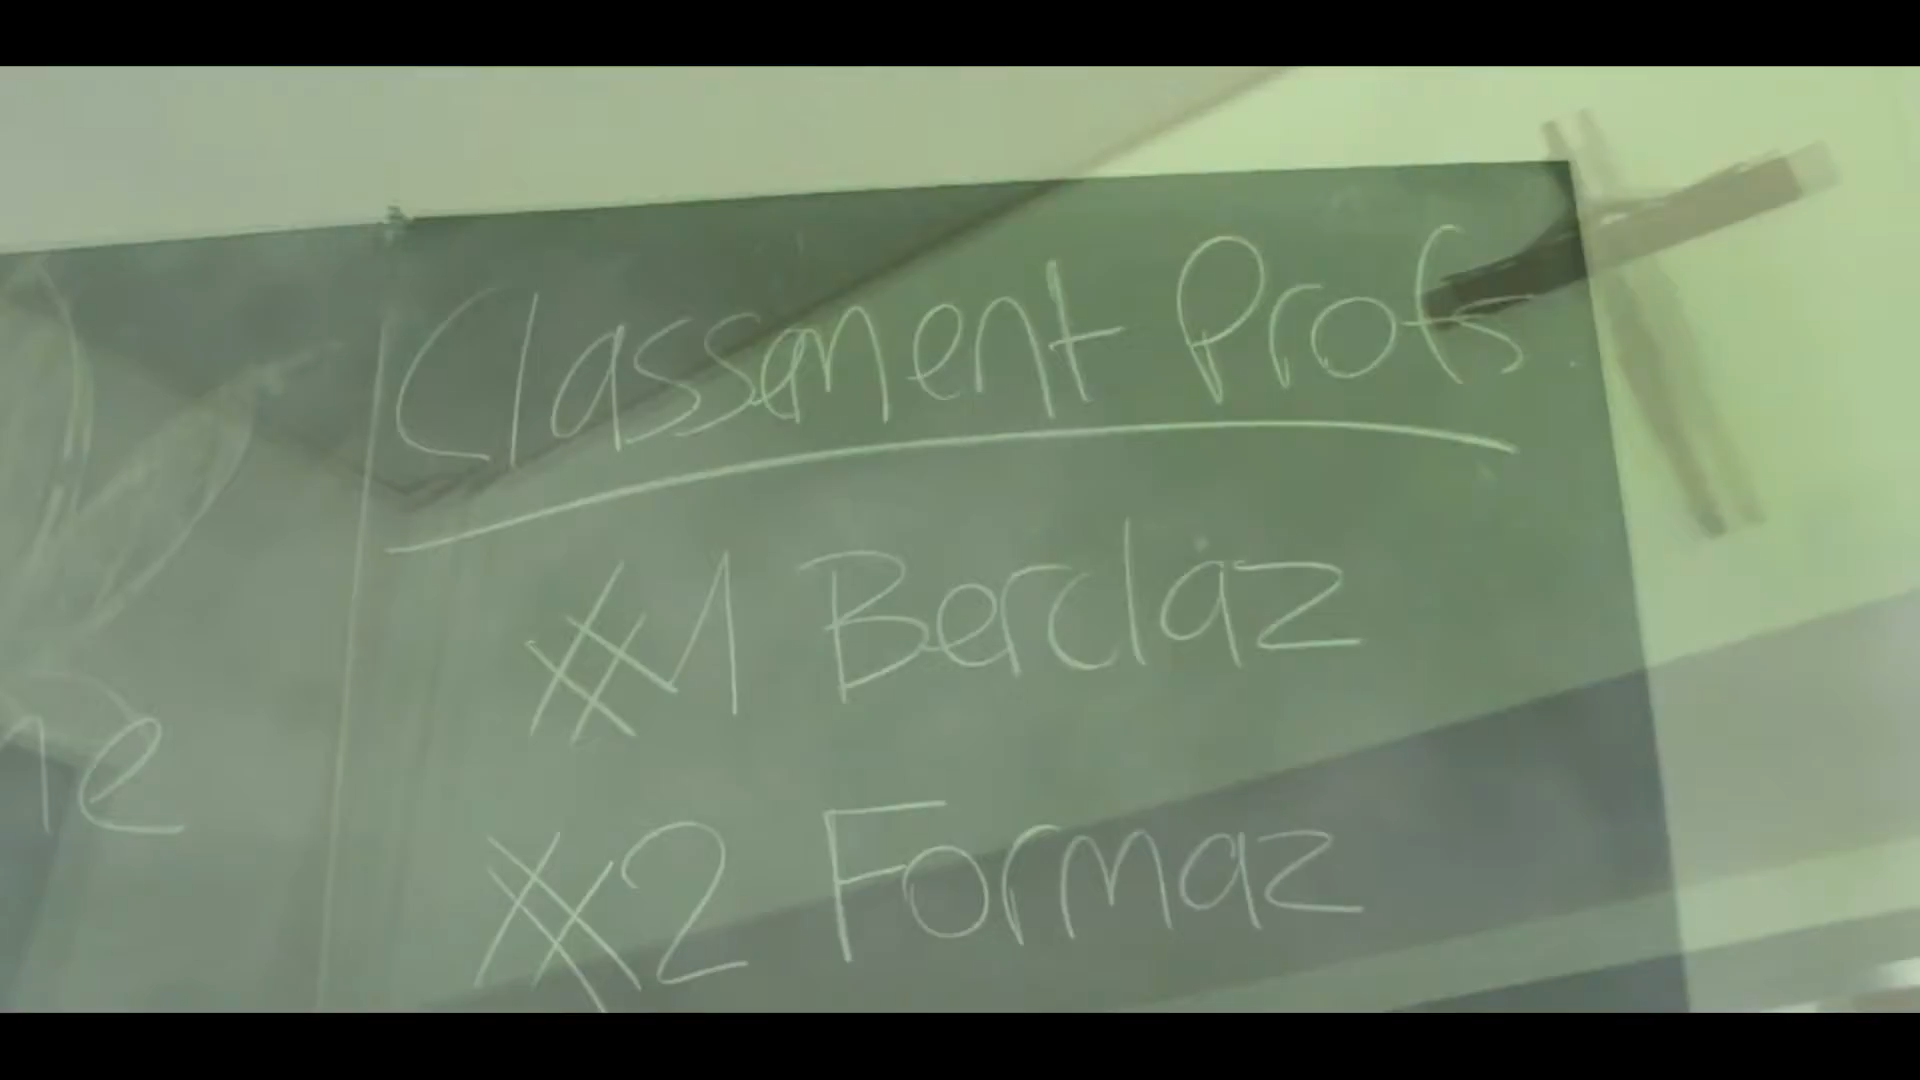 Classement Profs
#1 Berclaz
#2 Formaz